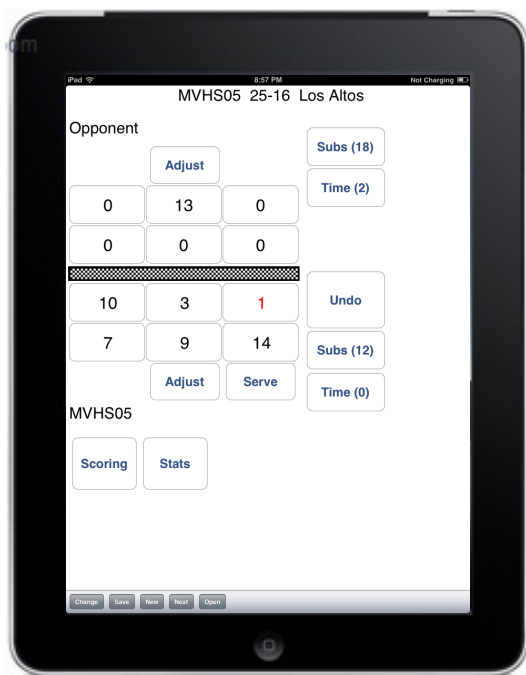 om
iPad 8:57 PM Not Charging
MVHS05 25-16 Los Altos
Opponent
Subs (18)
Adjust
Time (2)
0 13 0
0 0 0
10 3 1
Undo
7 9 14
Subs (12)
Adjust Serve
Time (0)
MVHS05
Scoring Stats
Change Save New Next Open